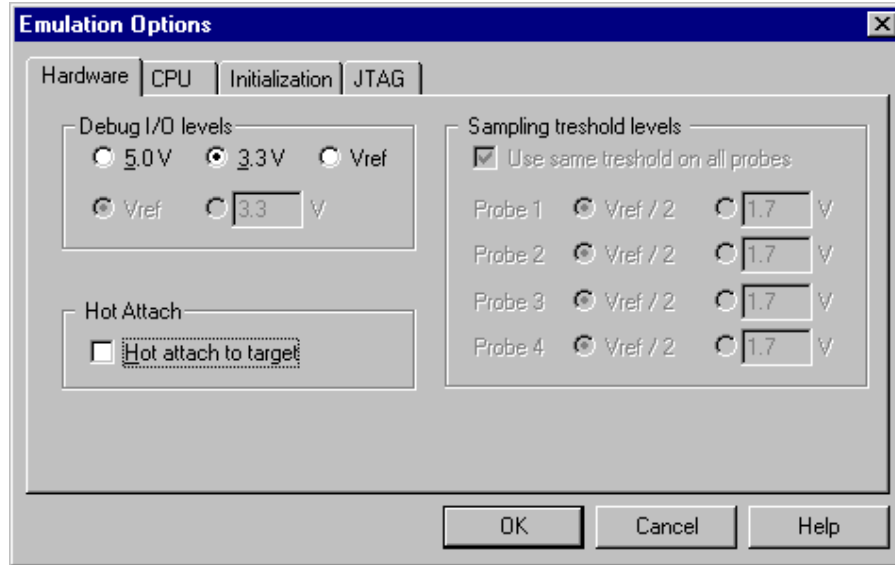 Emulation Options
Hardware CPU Initialization JTAG
Debug I/O levels
5.0 V 3.3 V Vref
Vref 3.3 V
Hot Attach
Hot attach to target
Sampling treshold levels
Use same treshold on all probes
Probe 1 Vref / 2 1.7 V
Probe 2 Vref / 2 1.7 V
Probe 3 Vref / 2 1.7 V
Probe 4 Vref / 2 1.7 V
OK Cancel Help